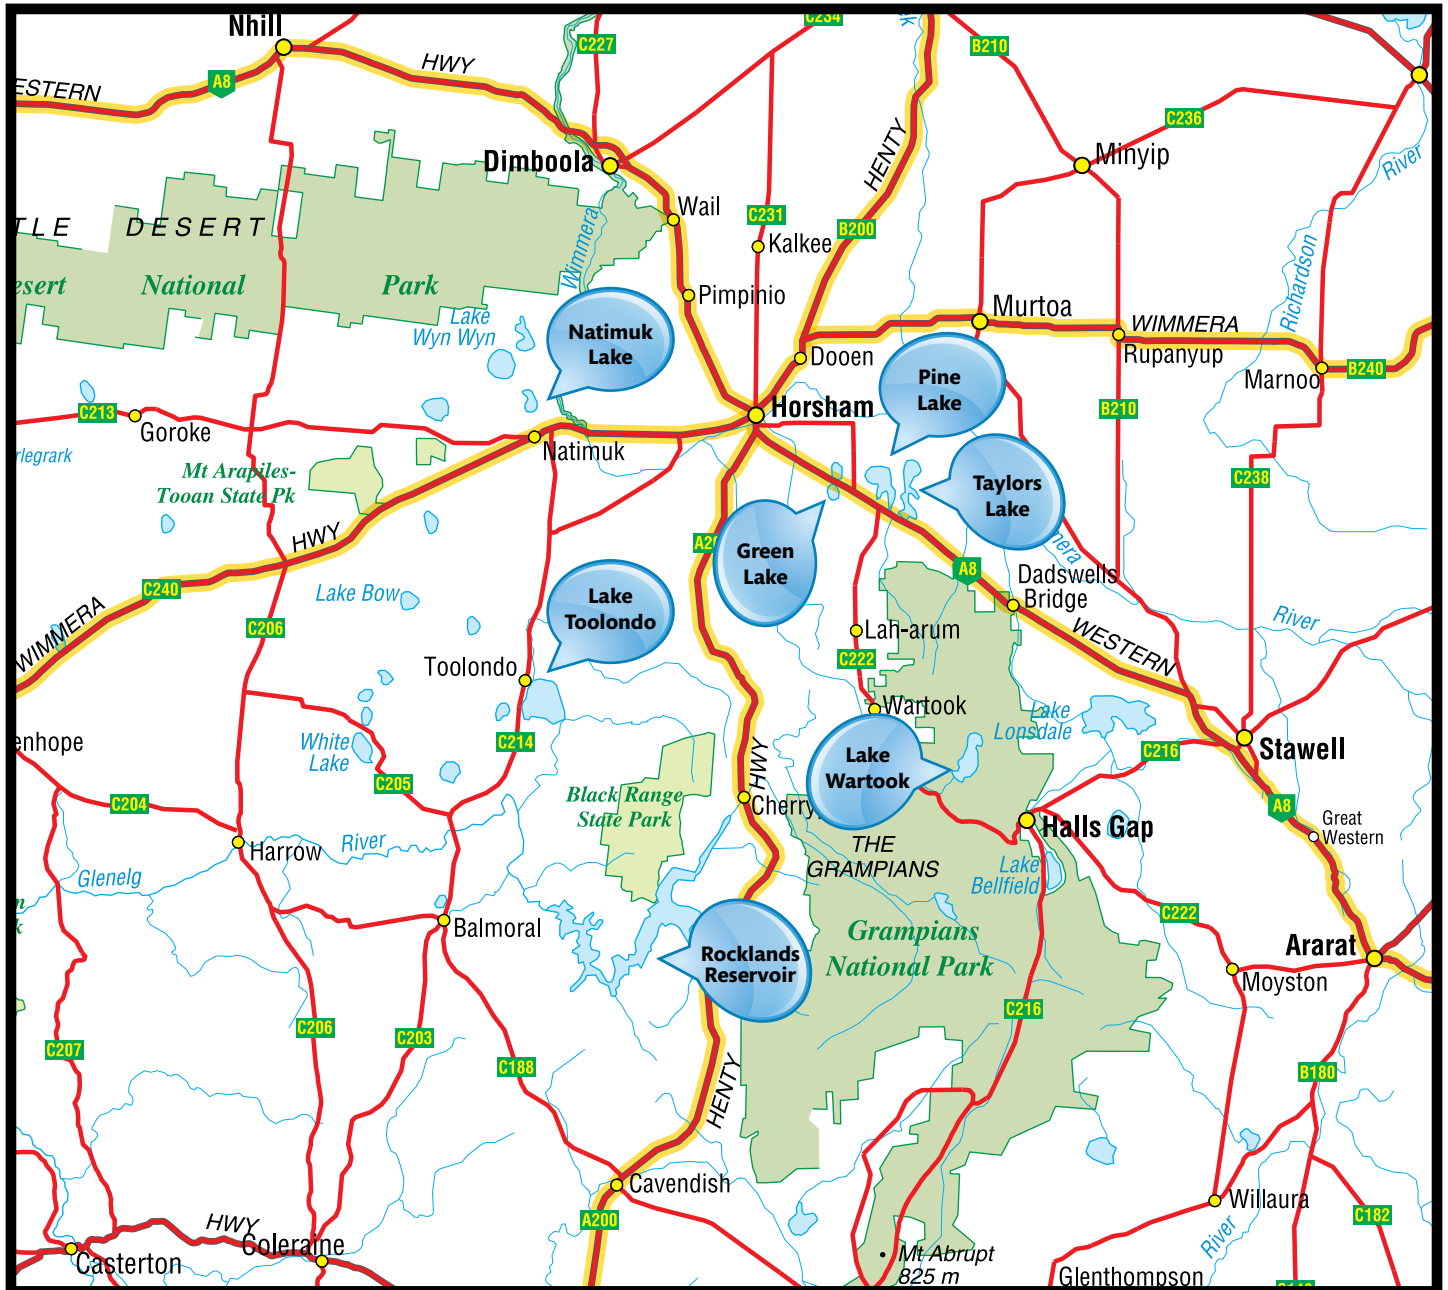 Nhill
C234
C227
B210
HWY
A8
ESTERN
C236
HENTY
Dimboola
Minyip
River
Wail
C231
Kalkee
B200
TLE DESERT
Wimmera
Richardson
esert National Park
Pimpinio
Lake
Wyn Wyn
Natimuk
Lake
Murtoa
WIMMERA
Rupanyup
Dooen
Marnoo
B240
Pine
Lake
C213
Goroke
Horsham
B210
Natimuk
rlegrark
Mt Arapiles-
Tooan State Pk
C238
Taylors
Lake
HWY
A20
Green
Lake
mera
A8
Dadswells
Bridge
C240
Lake Bow
Lake
Toolondo
WIMMERA
C206
River
Lah-arum
C222
WESTERN
Toolondo
Wartook
Lake
Lonsdale
enhope
White
Lake
C214
C216
Stawell
HWY
Lake
Wartook
C205
C204
Black Range
State Park
Cherry
A8
Great
Western
Halls Gap
Harrow
River
THE
GRAMPIANS
Lake
Bellfield
Glenelg
n
k
Balmoral
C222
Grampians
National Park
Rocklands
Reservoir
Ararat
Moyston
C216
C206
C203
C207
C188
B180
HENTY
Cavendish
Willaura
A200
C182
HWY
Coleraine
River
Casterton
Mt Abrupt
825 m
Glenthompson